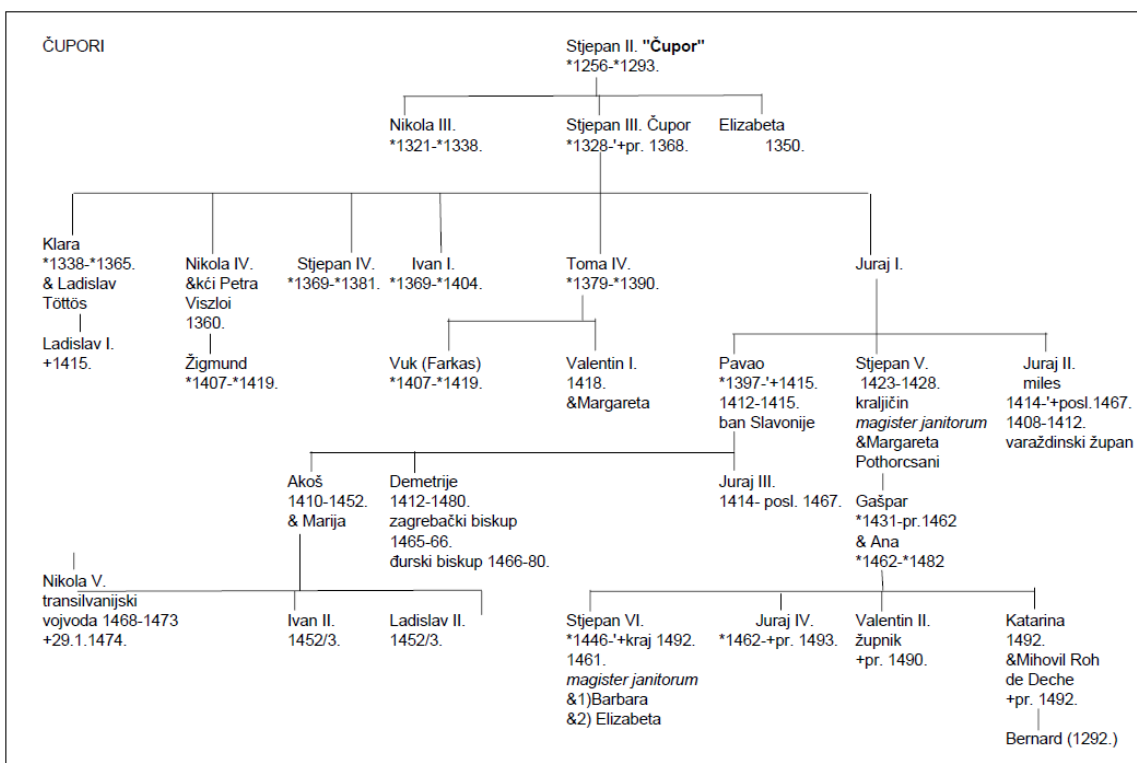 ČUPORI
Stjepan II. "Čupor"
*1256-*1293.
Nikola III.
*1321-*1338.
Stjepan III. Čupor
*1328-'+pr. 1368.
Elizabeta
1350.
Klara
*1338-*1365.
& Ladislav
Töttös
Nikola IV.
&kći Petra
Viszloi
1360.
Stjepan IV.
*1369-*1381.
Ivan I.
*1369-*1404.
Toma IV.
*1379-*1390.
Juraj I.
Ladislav I.
+1415.
Žigmund
*1407-*1419.
Vuk (Farkas)
*1407-*1419.
Valentin I.
1418.
&Margareta
Pavao
*1397-'+1415.
1412-1415.
ban Slavonije
Stjepan V.
1423-1428.
kraljičin
magister janitorum
&Margareta
Pothorcsani
Juraj II.
miles
1414-'+posl.1467.
1408-1412.
varaždinski župan
Akoš
1410-1452.
& Marija
Demetrije
1412-1480.
zagrebački biskup
1465-66.
đurski biskup 1466-80.
Juraj III.
1414- posl. 1467.
Gašpar
*1431-pr.1462
& Ana
*1462-*1482
Nikola V.
transilvanijski
vojvoda 1468-1473
+29.1.1474.
Ivan II.
1452/3.
Ladislav II.
1452/3.
Stjepan VI.
*1446-'+kraj 1492.
1461.
magister janitorum
&1)Barbara
&2) Elizabeta
Juraj IV.
*1462-+pr. 1493.
Valentin II.
župnik
+pr. 1490.
Katarina
1492.
&Mihovil Roh
de Deche
+pr. 1492.
Bernard (1292.)